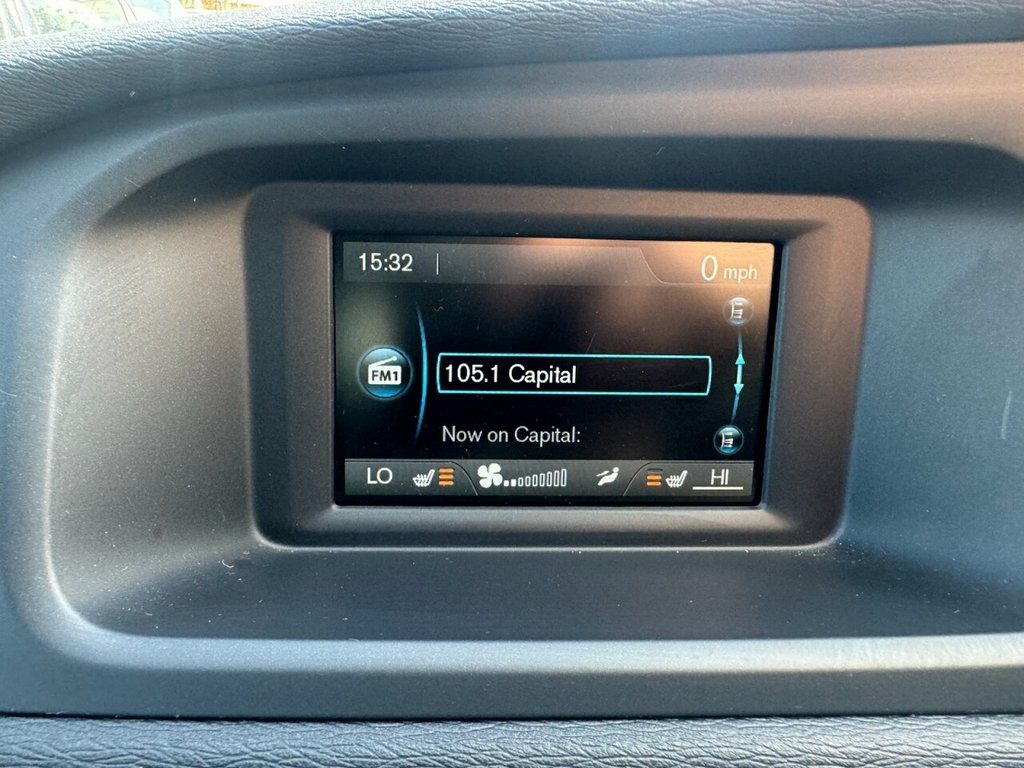 15:32
0 mph
FM1
105.1 Capital
Now on Capital:
LO HI